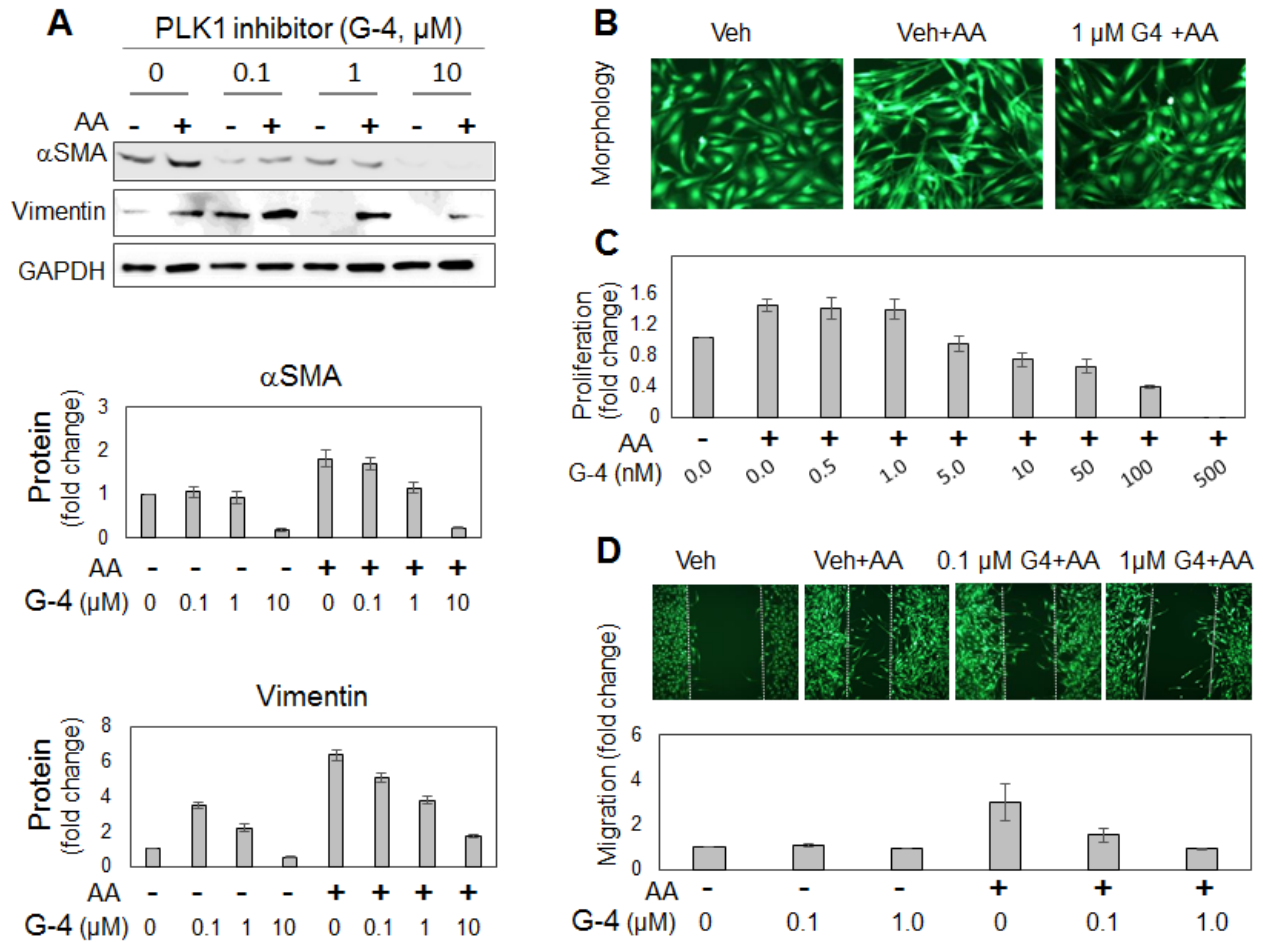 A
PLK1 inhibitor (G-4, µM)
0 0.1 1 10
AA - + - + - + - +
αSMA
Vimentin
GAPDH
αSMA
Protein
(fold change)
3
2
1
0
AA - - - - + + + +
G-4 (µM) 0 0.1 1 10 0 0.1 1 10
Vimentin
Protein
(fold change)
8
6
4
2
0
AA - - - - + + + +
G-4 (µM) 0 0.1 1 10 0 0.1 1 10
B
Veh Veh+AA 1 µM G4 +AA
Morphology
C
Proliferation
(fold change)
1.6
1.2
0.8
0.4
0
AA - + + + + + + + +
G-4 (nM) 0.0 0.0 0.5 1.0 5.0 10 50 100 500
D
Veh Veh+AA 0.1 µM G4+AA 1µM G4+AA
Migration (fold change)
6
4
2
0
AA - - - + + +
G-4 (µM) 0 0.1 1.0 0 0.1 1.0